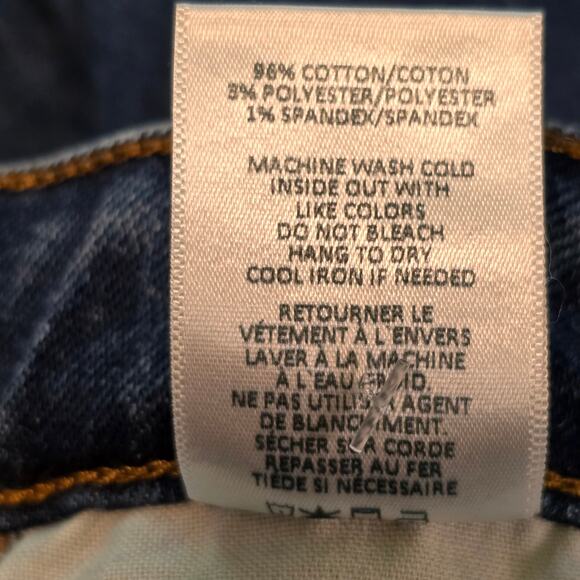 96% COTTON/COTON
3% POLYESTER/POLYESTER
1% SPANDEX/SPANDEX
MACHINE WASH COLD
INSIDE OUT WITH
LIKE COLORS
DO NOT BLEACH
HANG TO DRY
COOL IRON IF NEEDED
RETOURNER LE
VÊTEMENT À L'ENVERS
LAVER À LA MACHINE
À L'EAU
NE PAS UTILISER AGENT
DE BLANCHIMENT.
SÉCHER SUR CORDE
REPASSER AU FER
TIÈDE SI NÉCESSAIRE